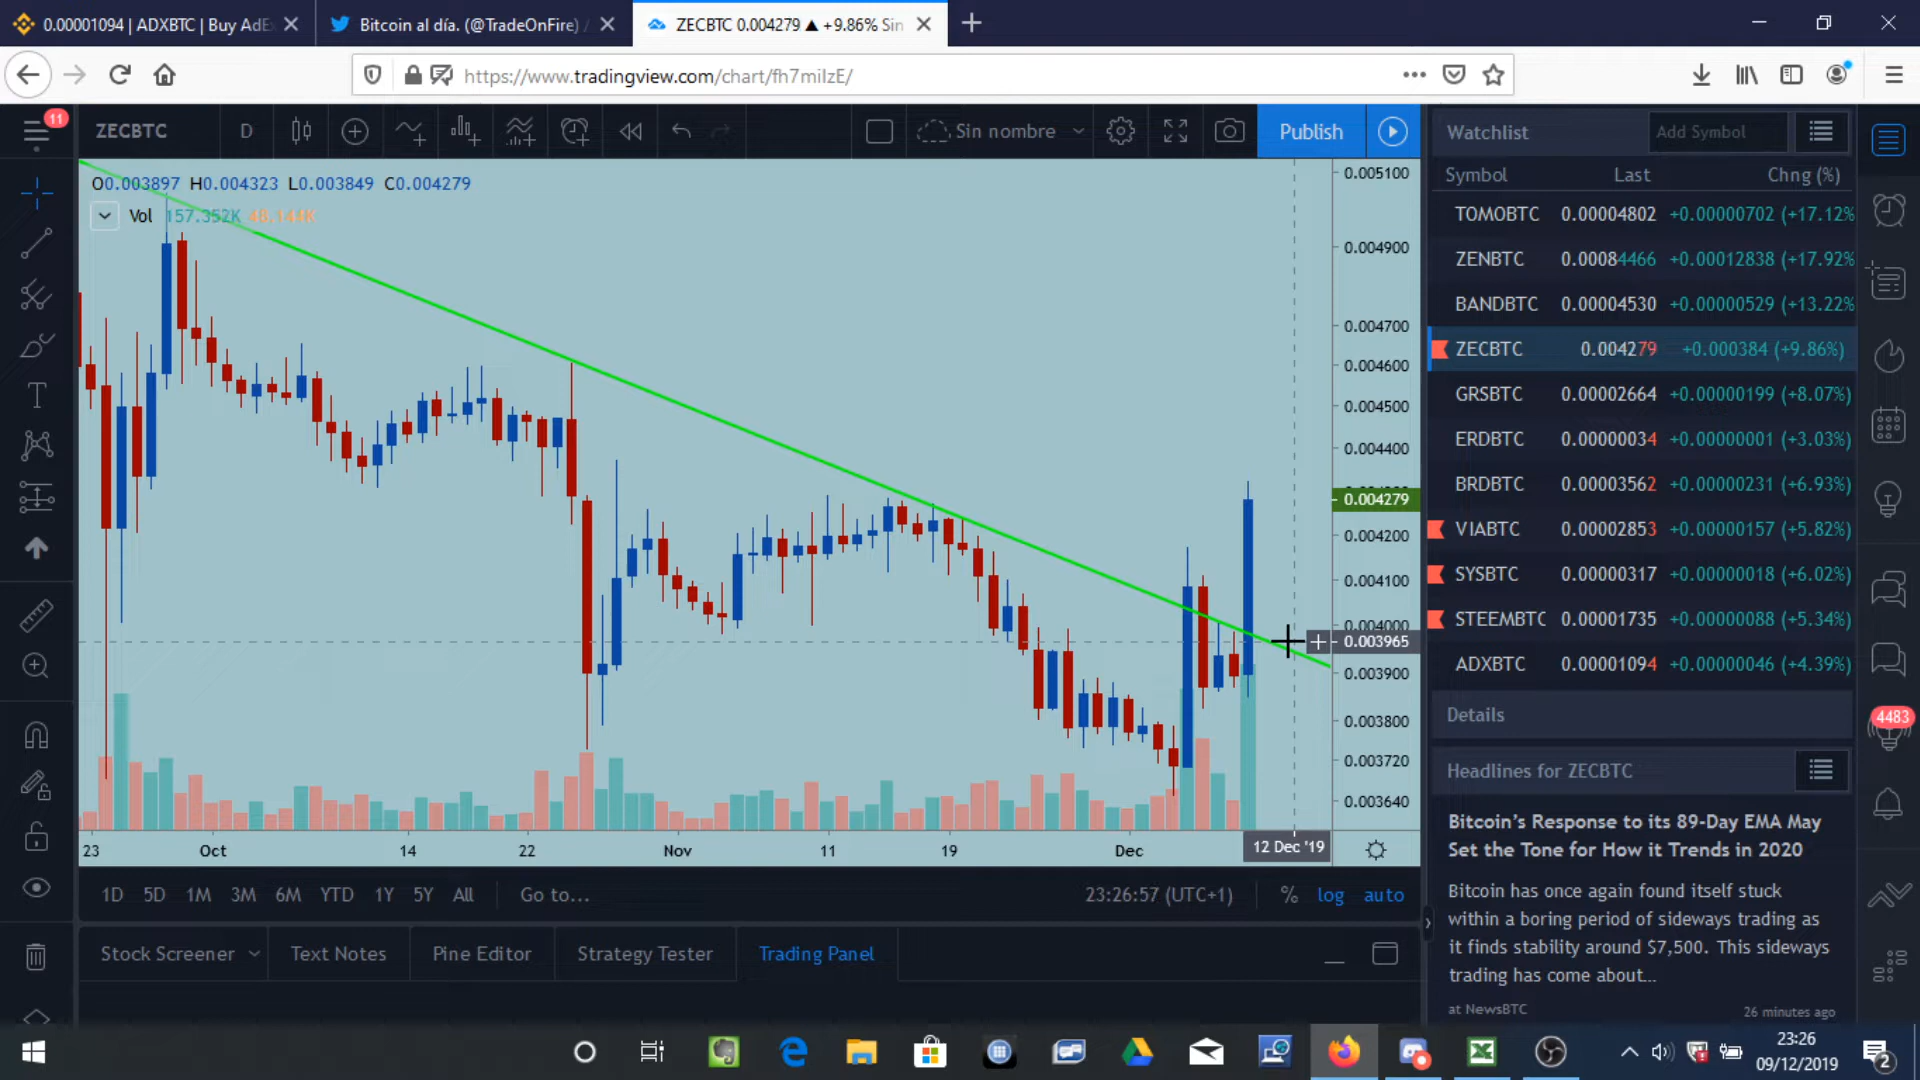 0.00001094 | ADXBTC | Buy AdEx
Bitcoin al día. (@TradeOnFire) /
ZECBTC 0.004279 ▲ +9.86% Sin
https://www.tradingview.com/chart/fh7miIzE/
11
ZECBTC
D
Sin nombre
Publish
O0.003897 H0.004323 L0.003849 C0.004279
Vol 157.352K 48.144K
0.005100
0.004900
0.004700
0.004600
0.004500
0.004400
0.004279
0.004200
0.004100
0.004000
0.003965
0.003900
0.003800
0.003720
0.003640
23 Oct 14 22 Nov 11 19 Dec 12 Dec '19
1D 5D 1M 3M 6M YTD 1Y 5Y All Go to... 23:26:57 (UTC+1) % log auto
Stock Screener Text Notes Pine Editor Strategy Tester Trading Panel
Watchlist Add Symbol
Symbol Last Chng (%)
TOMOBTC 0.00004802 +0.00000702 (+17.12%
ZENBTC 0.00084466 +0.00012838 (+17.92%
BANDBTC 0.00004530 +0.00000529 (+13.22%
ZECBTC 0.004279 +0.000384 (+9.86%)
GRSBTC 0.00002664 +0.00000199 (+8.07%)
ERDBTC 0.00000034 +0.00000001 (+3.03%)
BRDBTC 0.00003562 +0.00000231 (+6.93%)
VIABTC 0.00002853 +0.00000157 (+5.82%)
SYSBTC 0.00000317 +0.00000018 (+6.02%)
STEEMBTC 0.00001735 +0.00000088 (+5.34%)
ADXBTC 0.00001094 +0.00000046 (+4.39%)
Details
4483
Headlines for ZECBTC
Bitcoin’s Response to its 89-Day EMA May
Set the Tone for How it Trends in 2020
Bitcoin has once again found itself stuck
within a boring period of sideways trading as
it finds stability around $7,500. This sideways
trading has come about...
at NewsBTC 26 minutes ago
23:26
09/12/2019
2